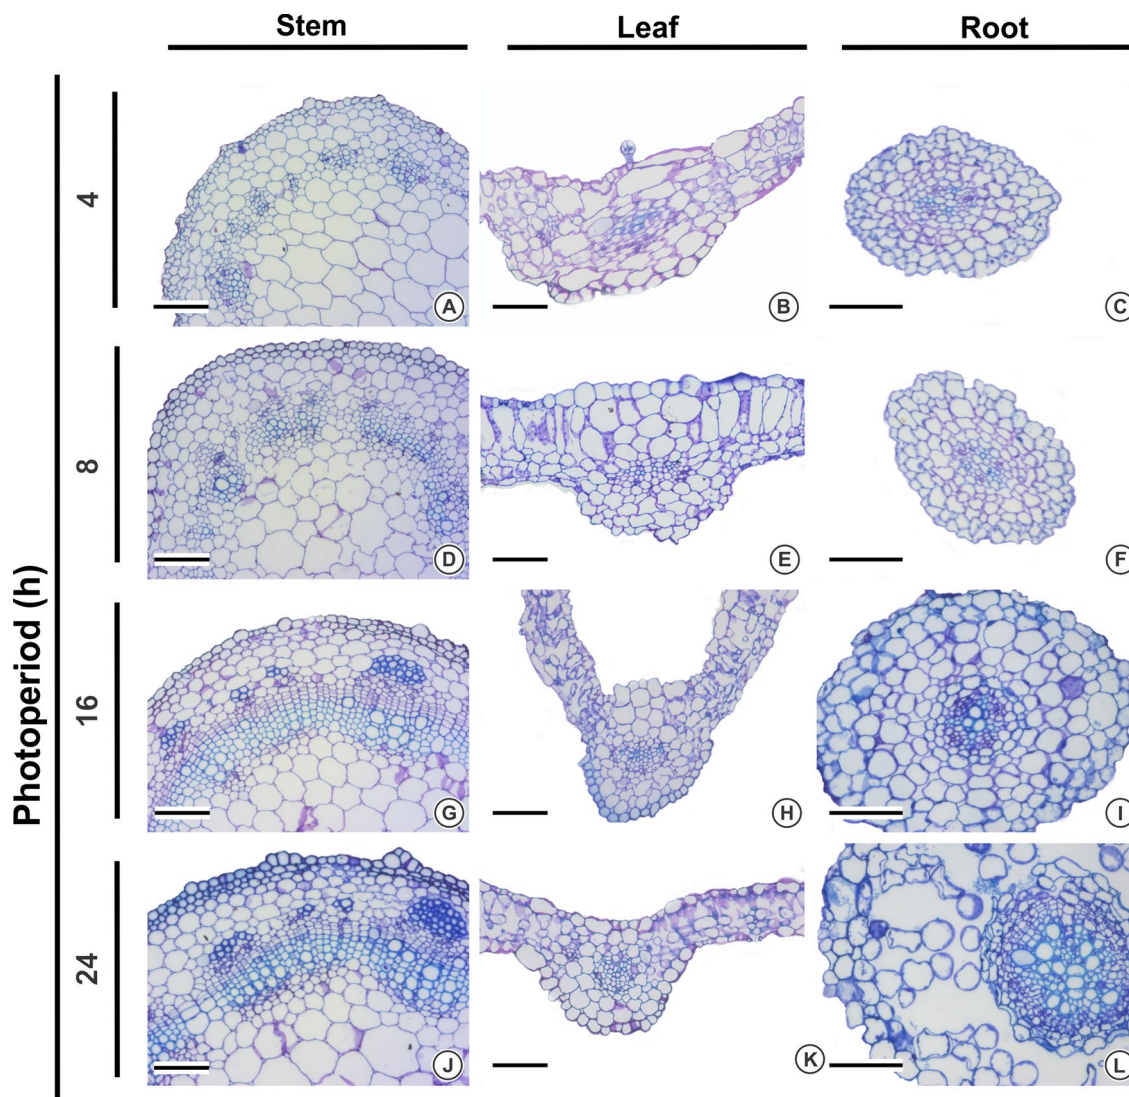 Stem Leaf Root
Photoperiod (h)
4
A B C
8
D E F
16
G H I
24
J K L